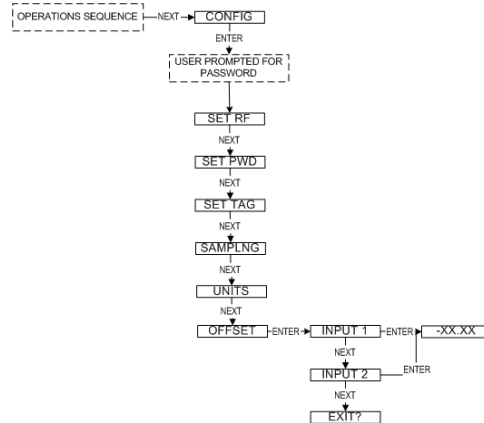 OPERATIONS SEQUENCE
NEXT
CONFIG
ENTER
USER PROMPTED FOR
PASSWORD
SET RF
NEXT
SET PWD
NEXT
SET TAG
NEXT
SAMPLNG
NEXT
UNITS
NEXT
OFFSET
ENTER
INPUT 1
ENTER
-XX.XX
NEXT
INPUT 2
ENTER
NEXT
EXIT?